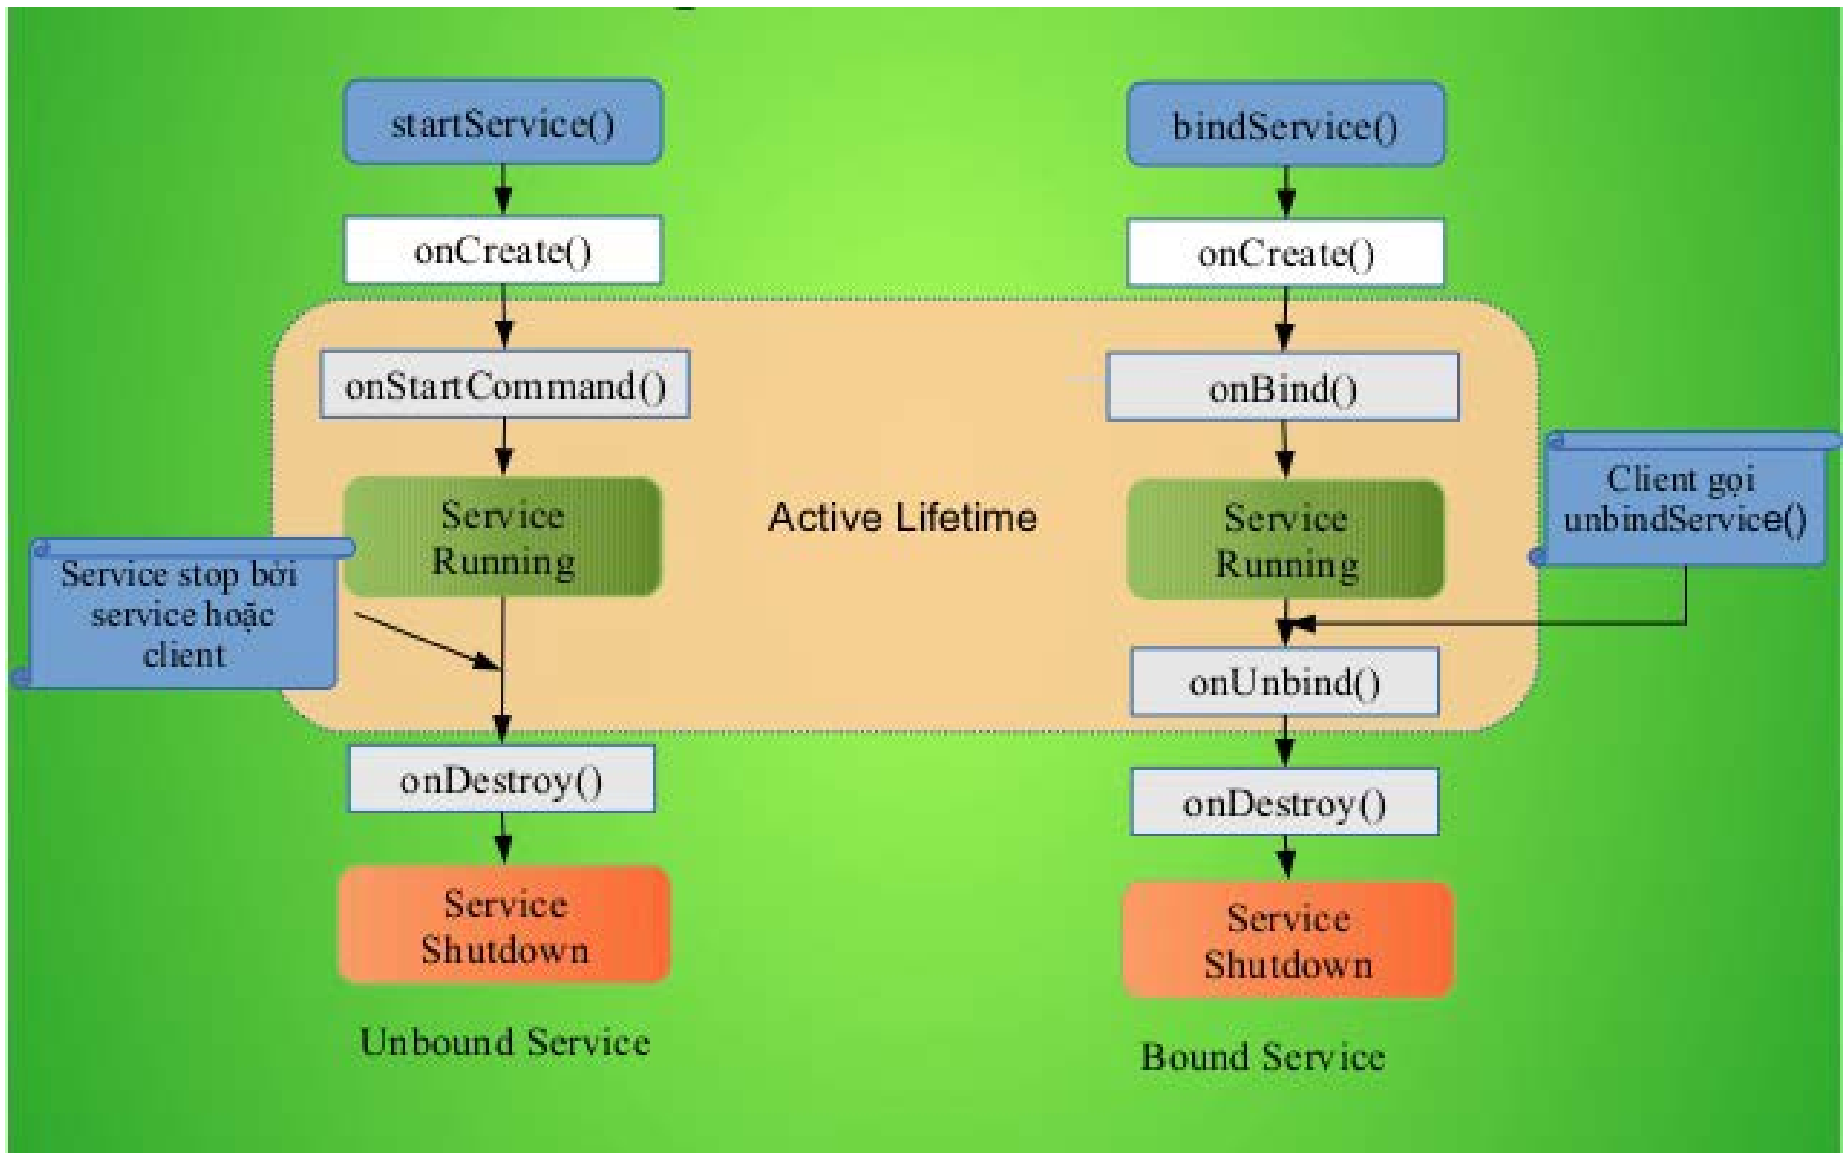 startService()
onCreate()
onStartCommand()
Service
Running
Service stop bởi
service hoặc
client
onDestroy()
Service
Shutdown
Unbound Service
Active Lifetime
bindService()
onCreate()
onBind()
Service
Running
Client gọi
unbindService()
onUnbind()
onDestroy()
Service
Shutdown
Bound Service